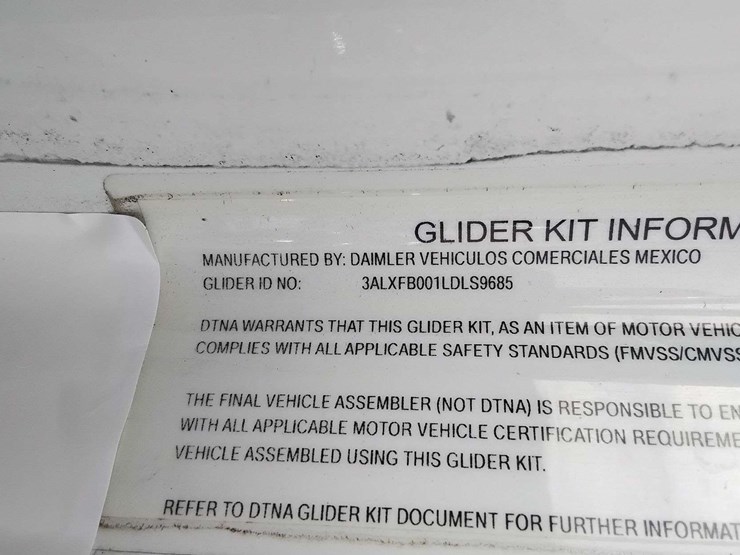 GLIDER KIT INFORM
MANUFACTURED BY: DAIMLER VEHICULOS COMERCIALES MEXICO
GLIDER ID NO: 3ALXFB001LDLS9685
DTNA WARRANTS THAT THIS GLIDER KIT, AS AN ITEM OF MOTOR VEHIC
COMPLIES WITH ALL APPLICABLE SAFETY STANDARDS (FMVSS/CMVSS
THE FINAL VEHICLE ASSEMBLER (NOT DTNA) IS RESPONSIBLE TO EN
WITH ALL APPLICABLE MOTOR VEHICLE CERTIFICATION REQUIREME
VEHICLE ASSEMBLED USING THIS GLIDER KIT.
REFER TO DTNA GLIDER KIT DOCUMENT FOR FURTHER INFORMAT